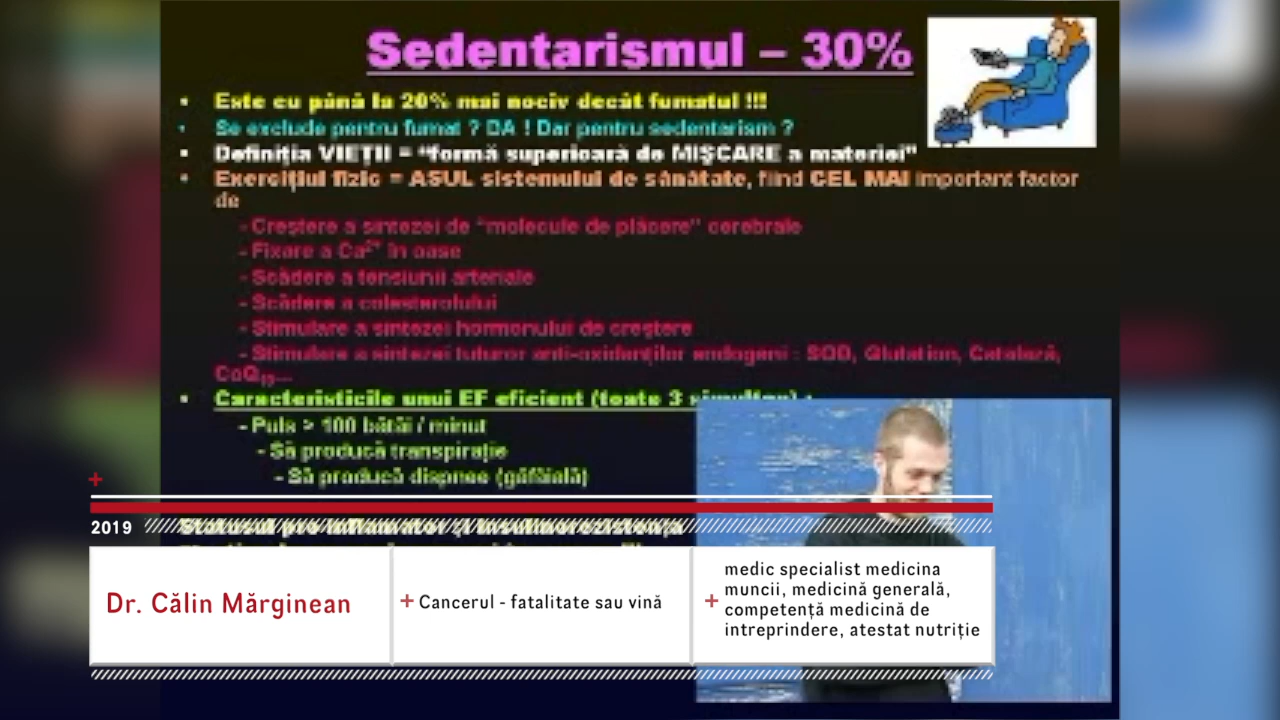 Sedentarismul – 30%
• Este cu până la 20% mai nociv decât fumatul !!!
• Se exclude pentru fumat ? DA ! Dar pentru sedentarism ?
• Definiția VIEȚII = “formă superioară de MIȘCARE a materiei”
• Exercițiul fizic = ASUL sistemului de sănătate, fiind CEL MAI important factor
de
- Creștere a sintezei de “molecule de plăcere” cerebrale
- Fixare a Ca²⁺ în oase
- Scădere a tensiunii arteriale
- Scădere a colesterolului
- Stimulare a sintezei hormonului de creștere
- Stimulare a sintezei tuturor anti-oxidanților endogeni : SOD, Glutation, Catalază,
CoQ₁₀...
• Caracteristicile unui EF eficient (toate 3 simultan) :
- Puls > 100 bătăi / minut
- Să producă transpirație
- Să producă dispnee (gâfâială)
2019
Statusul pro-inflamator și insulinorezistența
Dr. Călin Mărginean
+ Cancerul - fatalitate sau vină
+ medic specialist medicina
muncii, medicină generală,
competență medicină de
intreprindere, atestat nutriție